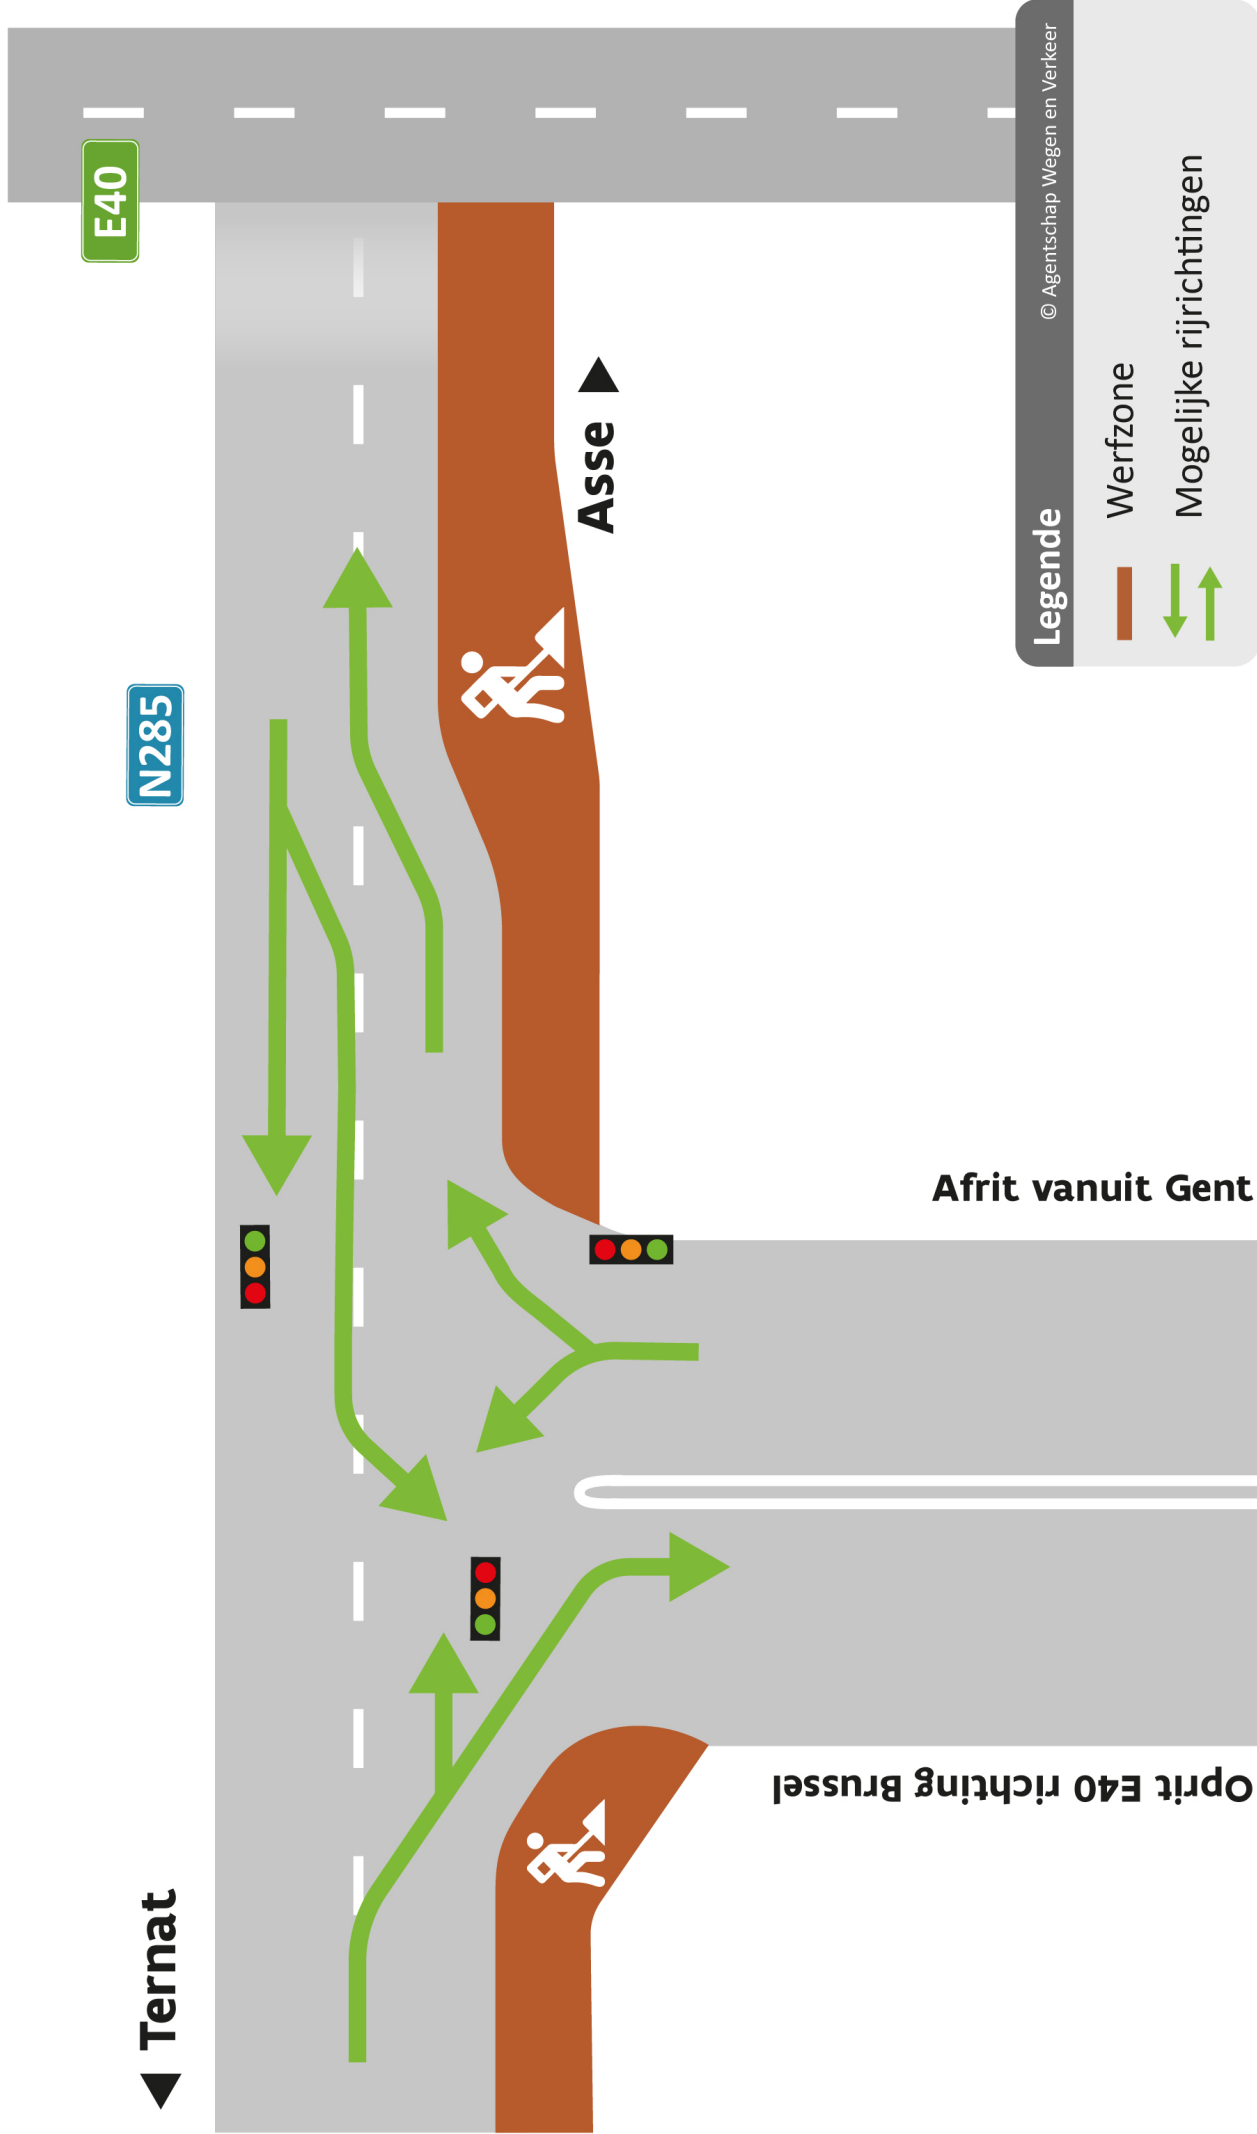 E40
N285
Asse
Ternat
Afrit vanuit Gent
Oprit E40 richting Brussel
Legende
© Agentschap Wegen en Verkeer
Werfzone
Mogelijke rijrichtingen